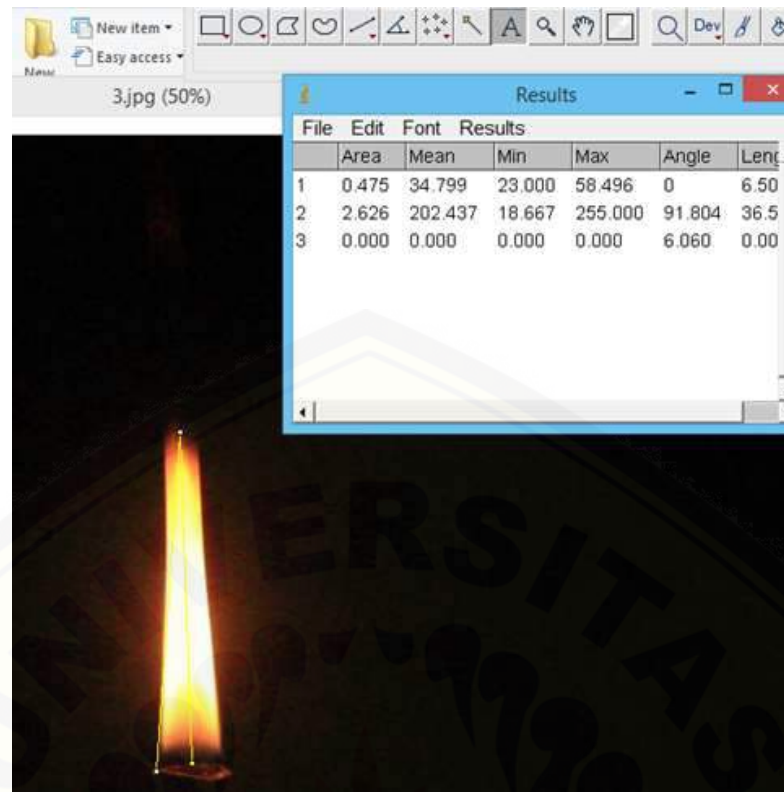 New item
Easy access
New
A
Dev
3.jpg (50%)
Results
File Edit Font Results
Area Mean Min Max Angle Leng
1 0.475 34.799 23.000 58.496 0 6.50
2 2.626 202.437 18.667 255.000 91.804 36.5
3 0.000 0.000 0.000 0.000 6.060 0.00
UNIVERSITAS